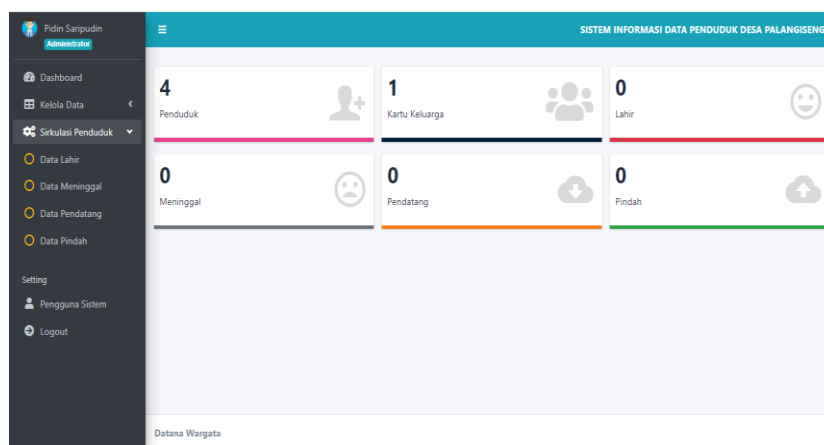 Pidin Saripudin
Administrator
Dashboard
Kelola Data
Sirkulasi Penduduk
Data Lahir
Data Meninggal
Data Pendatang
Data Pindah
Setting
Pengguna Sistem
Logout
SISTEM INFORMASI DATA PENDUDUK DESA PALANGISENG
4
Penduduk
1
Kartu Keluarga
0
Lahir
0
Meninggal
0
Pendatang
0
Pindah
Datana Wargata